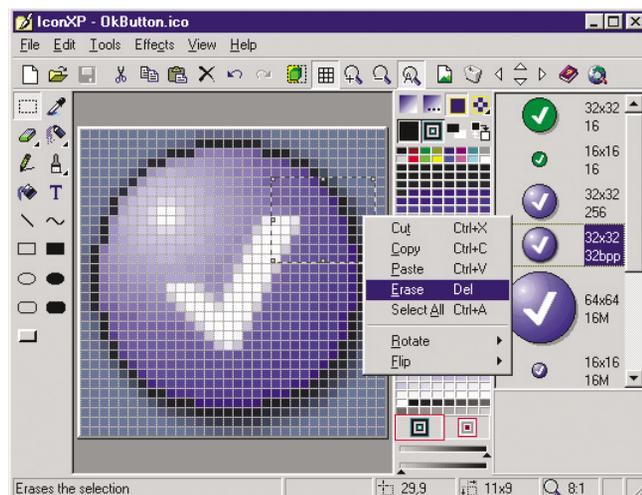 IconXP - OkButton.ico
File Edit Tools Effects View Help
A
T
32x32
16
16x16
16
32x32
256
32x32
32bpp
64x64
16M
16x16
16M
Cut Ctrl+X
Copy Ctrl+C
Paste Ctrl+V
Erase Del
Select All Ctrl+A
Rotate
Flip
Erases the selection
29,9
11x9
8:1